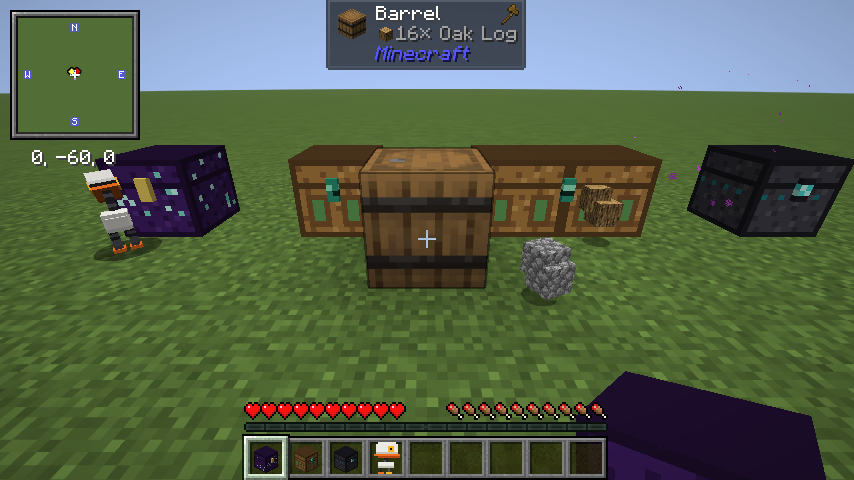 Barrel
16× Oak Log
Minecraft
N
W
E
S
0, -60, 0